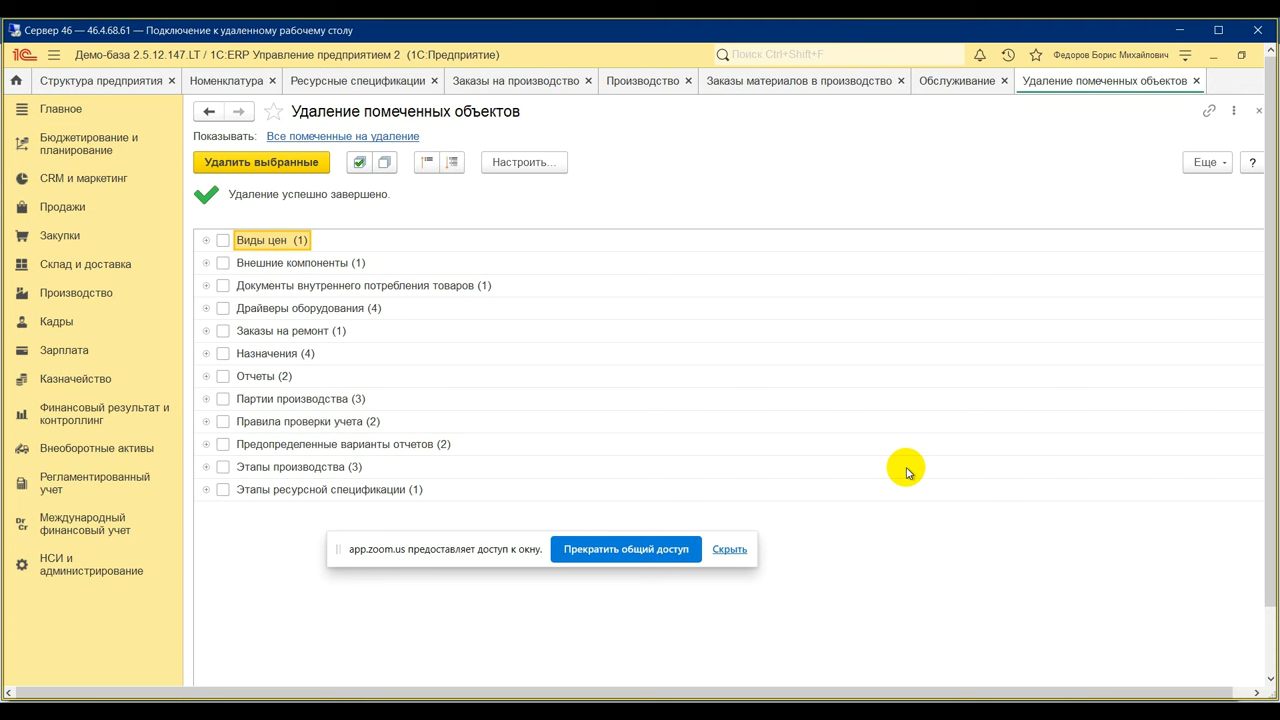 Сервер 46 — 46.4.68.61 — Подключение к удаленному рабочему столу
Демо-база 2.5.12.147.LT / 1С:ERP Управление предприятием 2 (1С:Предприятие)
Поиск Ctrl+Shift+F
Федоров Борис Михайлович
Структура предприятия
Номенклатура
Ресурсные спецификации
Заказы на производство
Производство
Заказы материалов в производство
Обслуживание
Удаление помеченных объектов
Главное
Бюджетирование и
планирование
CRM и маркетинг
Продажи
Закупки
Склад и доставка
Производство
Кадры
Зарплата
Казначейство
Финансовый результат и
контроллинг
Внеоборотные активы
Регламентированный
учет
Международный
финансовый учет
НСИ и
администрирование
Удаление помеченных объектов
Показывать: Все помеченные на удаление
Удалить выбранные
Настроить...
Еще
?
Удаление успешно завершено.
Виды цен (1)
Внешние компоненты (1)
Документы внутреннего потребления товаров (1)
Драйверы оборудования (4)
Заказы на ремонт (1)
Назначения (4)
Отчеты (2)
Партии производства (3)
Правила проверки учета (2)
Предопределенные варианты отчетов (2)
Этапы производства (3)
Этапы ресурсной спецификации (1)
app.zoom.us предоставляет доступ к окну.
Прекратить общий доступ
Скрыть